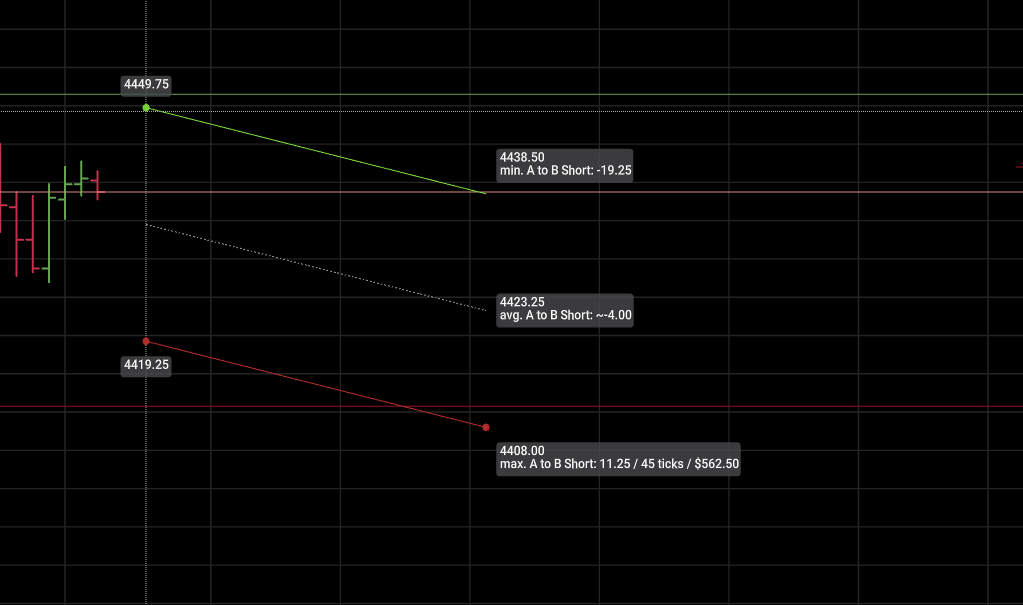 4449.75
4438.50
min. A to B Short: -19.25
4423.25
avg. A to B Short: ~-4.00
4419.25
4408.00
max. A to B Short: 11.25 / 45 ticks / $562.50